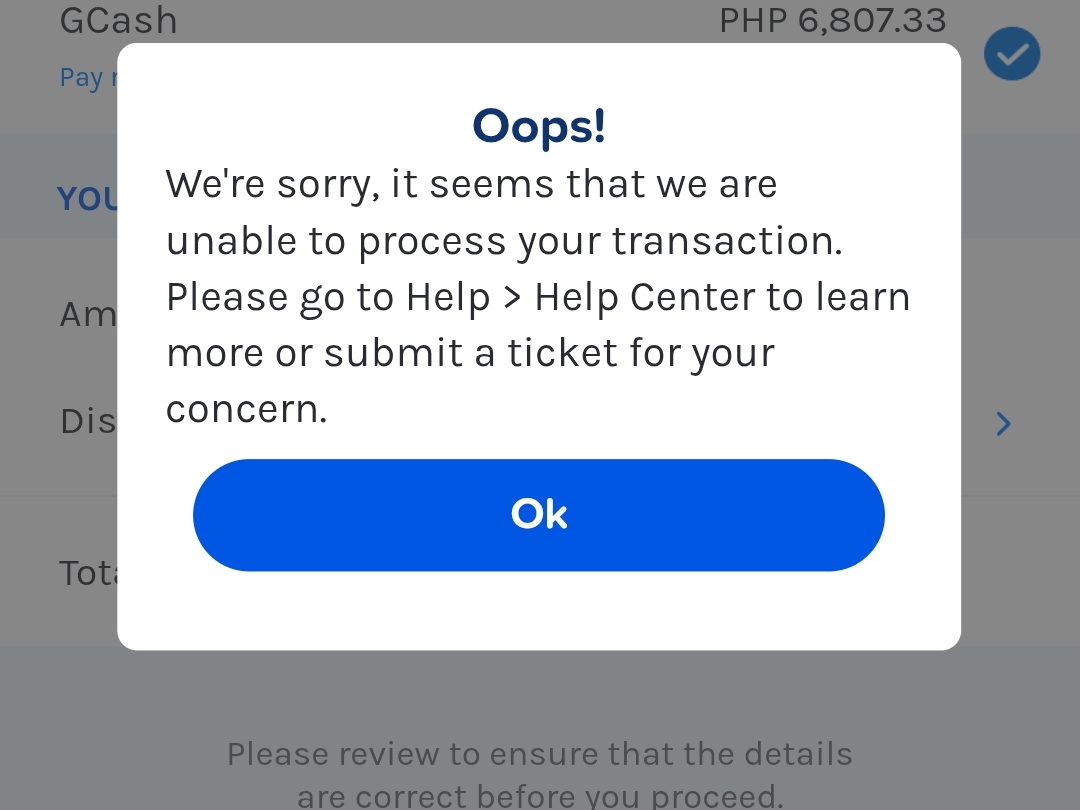 GCash
PHP 6,807.33
Pay
Oops!
We're sorry, it seems that we are
unable to process your transaction.
Please go to Help > Help Center to learn
more or submit a ticket for your
concern.
Ok
YOU
Am
Dis
Tota
Please review to ensure that the details
are correct before you proceed.